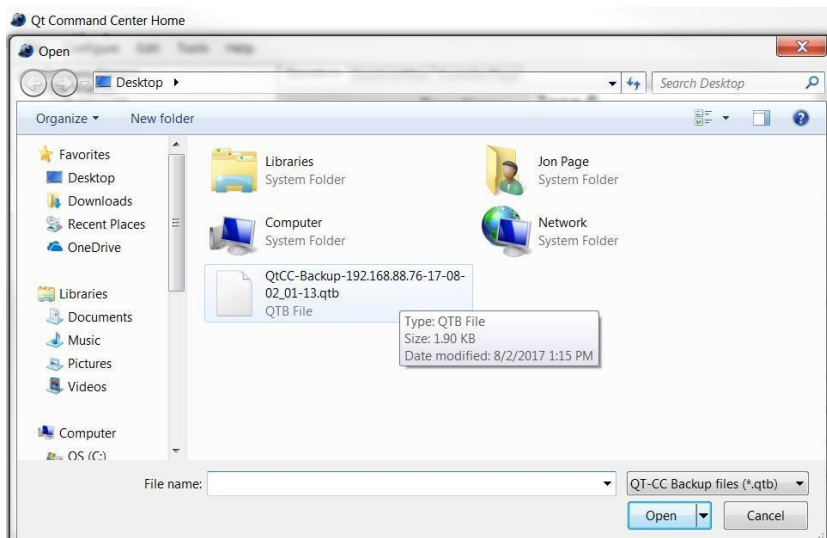 Qt Command Center Home
Open
Edit Tools Help
Desktop
Search Desktop
Organize
New folder
Favorites
Desktop
Downloads
Recent Places
OneDrive
Libraries
Documents
Music
Pictures
Videos
Computer
OS (C:)
Libraries
System Folder
Jon Page
System Folder
Computer
System Folder
Network
System Folder
QtCC-Backup-192.168.88.76-17-08-
02_01-13.qtb
QTB File
Type: QTB File
Size: 1.90 KB
Date modified: 8/2/2017 1:15 PM
File name:
QT-CC Backup files (*.qtb)
Open
Cancel